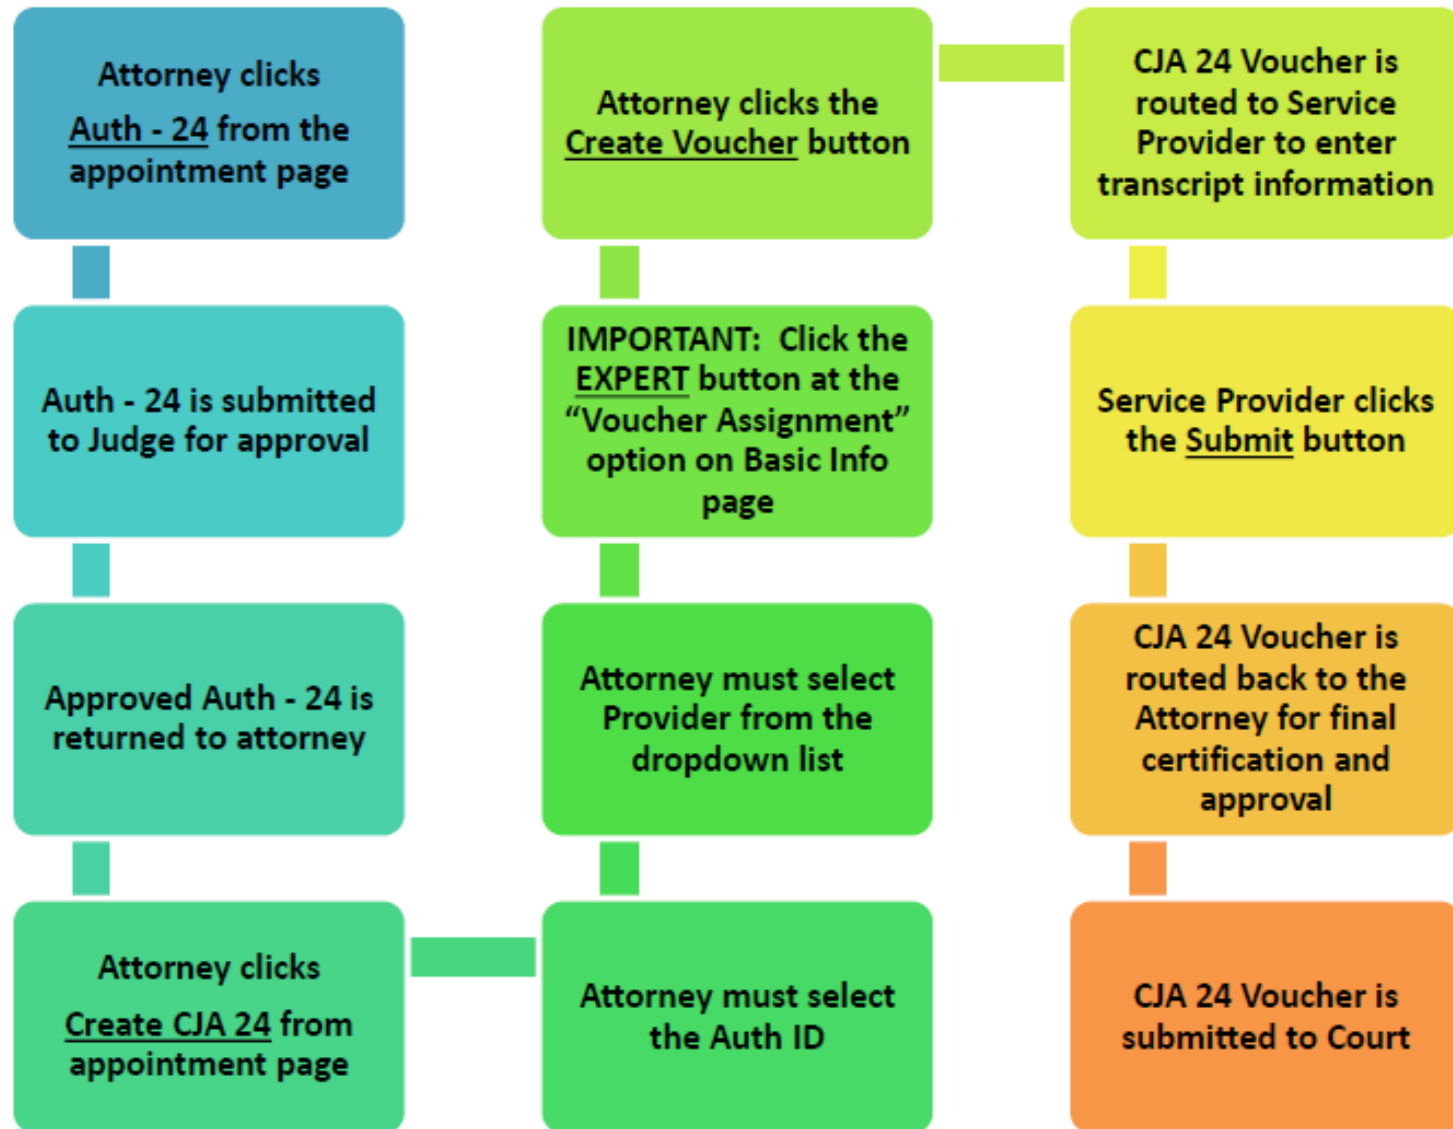 Attorney clicks
Auth - 24 from the
appointment page
Auth - 24 is submitted
to Judge for approval
Approved Auth - 24 is
returned to attorney
Attorney clicks
Create CJA 24 from
appointment page
Attorney must select
the Auth ID
Attorney must select
Provider from the
dropdown list
IMPORTANT:  Click the
EXPERT button at the
“Voucher Assignment”
option on Basic Info
page
Attorney clicks the
Create Voucher button
CJA 24 Voucher is
routed to Service
Provider to enter
transcript information
Service Provider clicks
the Submit button
CJA 24 Voucher is
routed back to the
Attorney for final
certification and
approval
CJA 24 Voucher is
submitted to Court